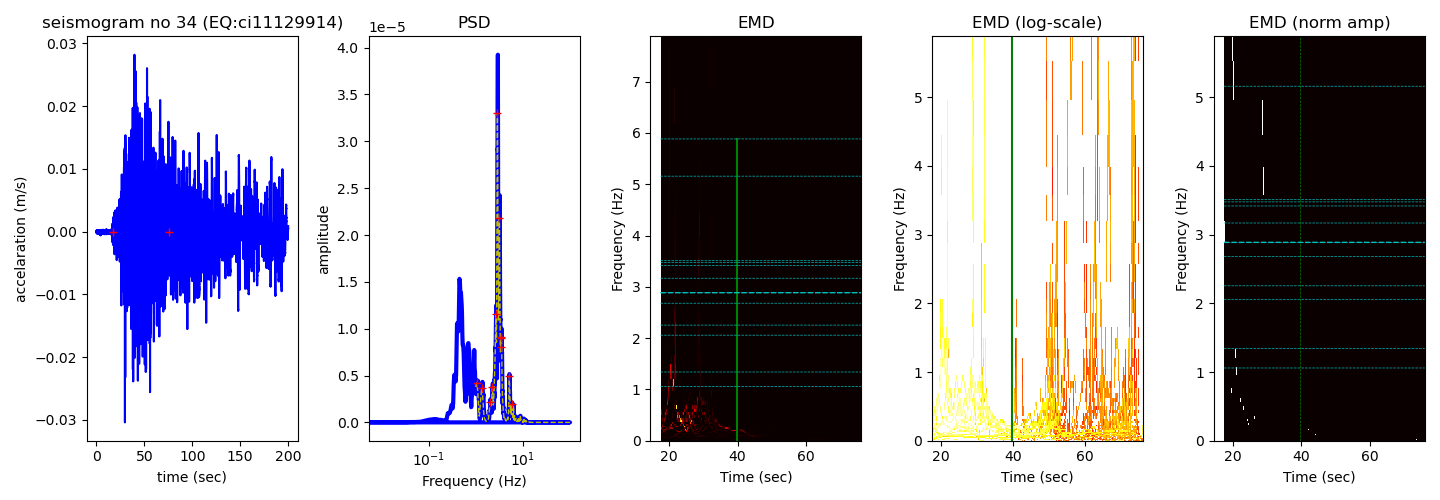 seismogram no 34 (EQ:ci11129914)
PSD
EMD
EMD (log-scale)
EMD (norm amp)
1e−5
accelaration (m/s)
0.03
0.02
0.01
0.00
−0.01
−0.02
−0.03
0 50 100 150 200
time (sec)
amplitude
4.0
3.5
3.0
2.5
2.0
1.5
1.0
0.5
0.0
10−1 101
Frequency (Hz)
Frequency (Hz)
7
6
5
4
3
2
1
0
20 40 60
Time (sec)
Frequency (Hz)
5
4
3
2
1
0
20 40 60
Time (sec)
Frequency (Hz)
5
4
3
2
1
0
20 40 60
Time (sec)